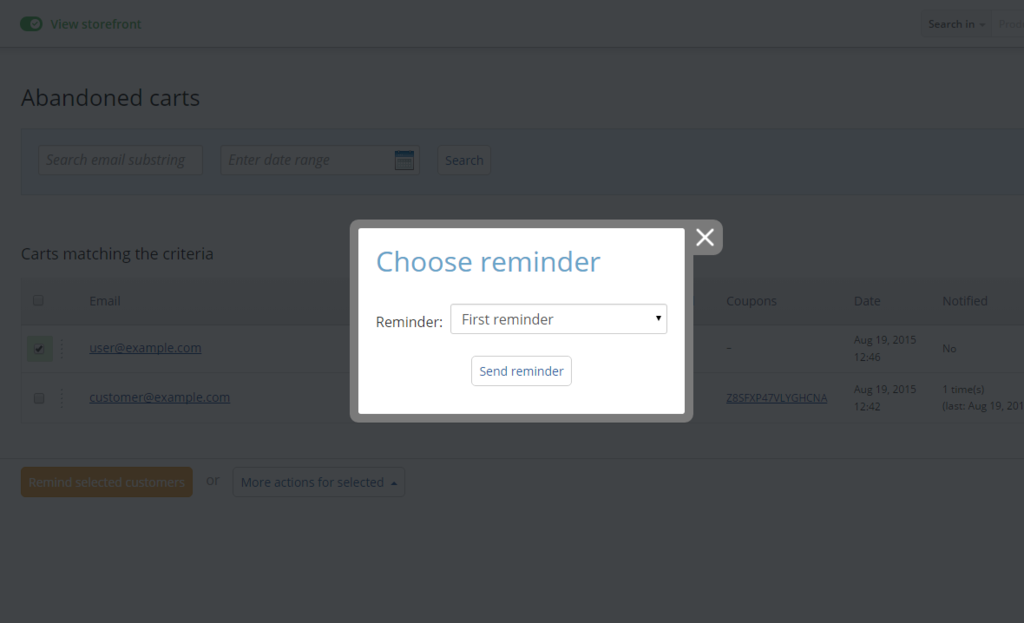 View storefront
Search in
Abandoned carts
Search email substring
Enter date range
Search
Choose reminder
Reminder: First reminder
Send reminder
Carts matching the criteria
Email Coupons Date Notified
user@example.com - Aug 19, 2015 12:46 No
customer@example.com Z8SFXP47VLYGHCNA Aug 19, 2015 12:42 1 time(s)
(last: Aug 19, 201
Remind selected customers or More actions for selected